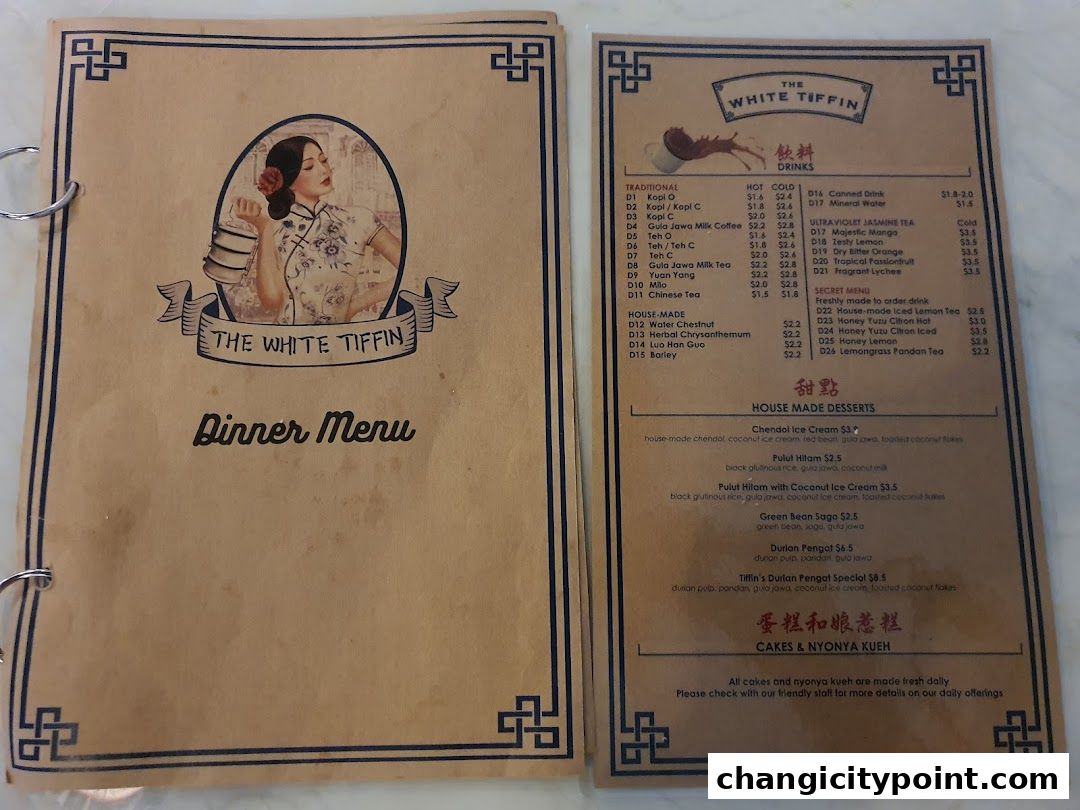 THE WHITE TIFFIN
Dinner Menu
THE
WHITE TIFFIN
飲料
DRINKS
TRADITIONAL HOT COLD
D1 Kopi O $1.6 $2.4
D2 Kopi / Kopi C $1.8 $2.6
D3 Kopi C $2.0 $2.6
D4 Gula Jawa Milk Coffee $2.2 $2.8
D5 Teh O $1.6 $2.4
D6 Teh / Teh C $1.8 $2.6
D7 Teh C $2.0 $2.6
D8 Gula Jawa Milk Tea $2.2 $2.8
D9 Yuan Yang $2.2 $2.8
D10 Milo $2.0 $2.8
D11 Chinese Tea $1.5 $1.8
HOUSE-MADE
D12 Water Chestnut $2.2
D13 Herbal Chrysanthemum $2.2
D14 Luo Han Guo $2.2
D15 Barley $2.2
D16 Canned Drink $1.8-2.0
D17 Mineral Water $1.5
ULTRAVIOLET JASMINE TEA Cold
D17 Majestic Mango $3.5
D18 Zesty Lemon $3.5
D19 Dry Bitter Orange $3.5
D20 Tropical Passionfruit $3.5
D21 Fragrant Lychee $3.5
SECRET MENU
Freshly made to order drink
D22 House-made Iced Lemon Tea $2.5
D23 Honey Yuzu Citron Hot $3.0
D24 Honey Yuzu Citron Iced $3.5
D25 Honey Lemon $2.8
D26 Lemongrass Pandan Tea $2.2
甜點
HOUSE MADE DESSERTS
Chendol Ice Cream
house-made chendol, coconut ice cream, red bean, gula jawa, toasted coconut flakes
Pulut Hitam $2.5
black glutinous rice, gula jawa, coconut milk
Pulut Hitam with Coconut Ice Cream $3.5
black glutinous rice, gula jawa, coconut ice cream, toasted coconut flakes
Green Bean Sago $2.5
green bean, sago, gula jawa
Durian Pengat $6.5
durian pulp, pandan, gula jawa
Tiffin's Durian Pengat Special $8.5
durian pulp, pandan, gula jawa, coconut ice cream, toasted coconut flakes
蛋糕和娘惹糕
CAKES & NYONYA KUEH
All cakes and nyonya kueh are made fresh daily
Please check with our friendly staff for more details on our daily offerings
changicitypoint.com